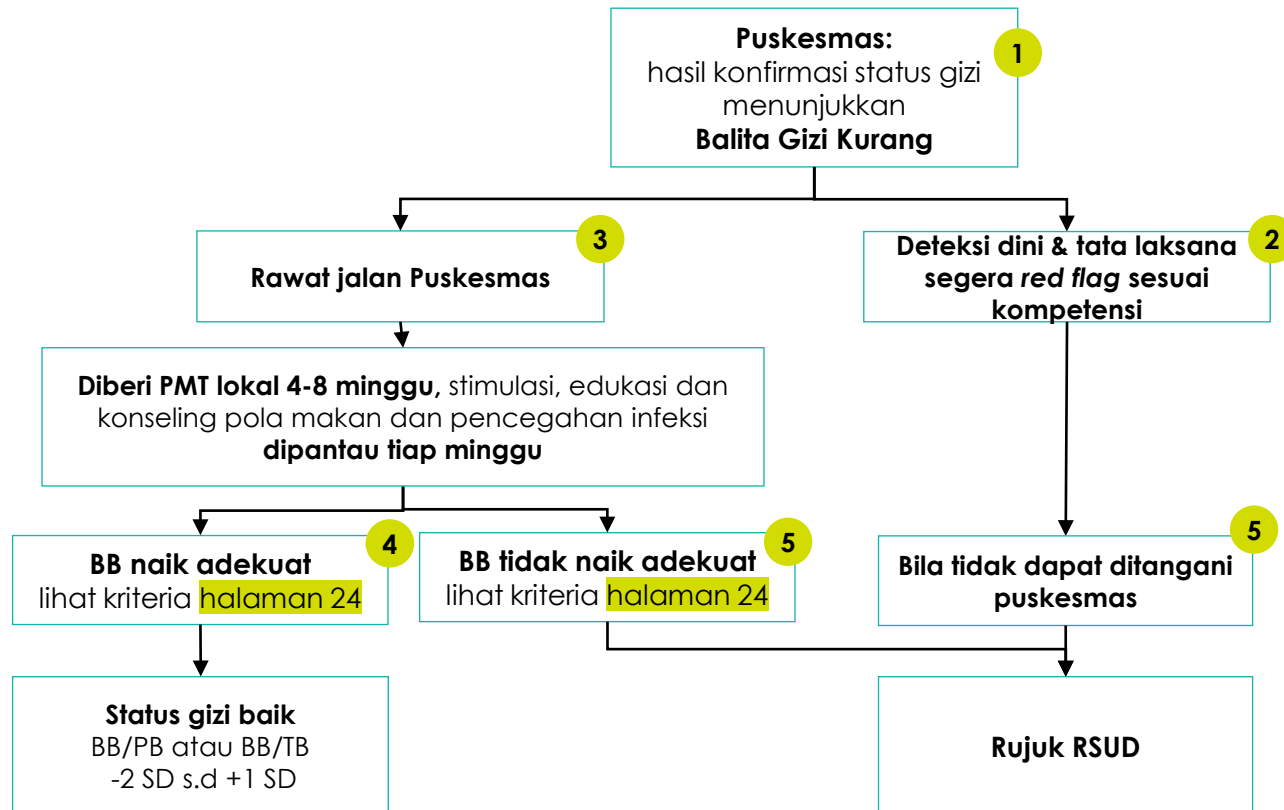 Puskesmas:
hasil konfirmasi status gizi
menunjukkan
Balita Gizi Kurang
1
Rawat jalan Puskesmas
3
Deteksi dini & tata laksana
segera red flag sesuai
kompetensi
2
Diberi PMT lokal 4-8 minggu, stimulasi, edukasi dan
konseling pola makan dan pencegahan infeksi
dipantau tiap minggu
BB naik adekuat
lihat kriteria halaman 24
4
BB tidak naik adekuat
lihat kriteria halaman 24
5
Bila tidak dapat ditangani
puskesmas
5
Status gizi baik
BB/PB atau BB/TB
-2 SD s.d +1 SD
Rujuk RSUD